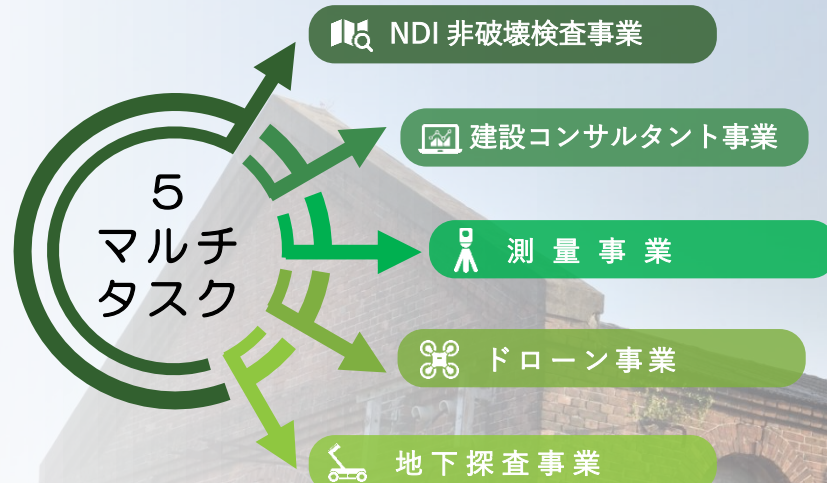 5
マルチ
タスク
NDI 非破壊検査事業
建設コンサルタント事業
測量事業
ドローン事業
地下探査事業